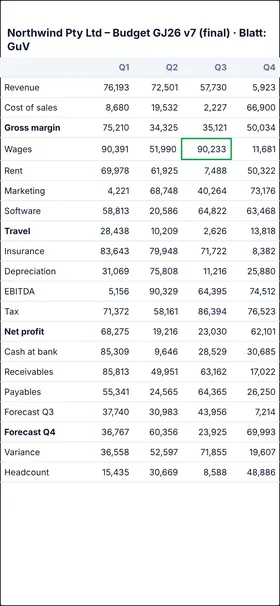 Northwind Pty Ltd – Budget GJ26 v7 (final) · Blatt:
GuV
Q1 Q2 Q3 Q4
Revenue 76,193 72,501 57,730 5,923
Cost of sales 8,680 19,532 2,227 66,900
Gross margin 75,210 34,325 35,121 50,034
Wages 90,391 51,990 90,233 11,681
Rent 69,978 61,925 7,488 50,322
Marketing 4,221 68,748 40,264 73,176
Software 58,813 20,586 64,822 63,468
Travel 28,438 10,209 2,626 13,818
Insurance 83,643 79,948 71,722 8,382
Depreciation 31,069 75,808 11,216 25,880
EBITDA 5,156 90,329 64,395 74,512
Tax 71,372 58,161 86,394 76,523
Net profit 68,275 19,216 23,030 62,101
Cash at bank 85,309 9,646 28,529 30,685
Receivables 85,813 49,951 63,162 17,022
Payables 55,341 24,565 64,365 26,250
Forecast Q3 37,740 30,983 43,956 7,214
Forecast Q4 36,767 60,356 23,925 69,993
Variance 36,558 52,597 71,855 19,607
Headcount 15,435 30,669 8,588 48,886